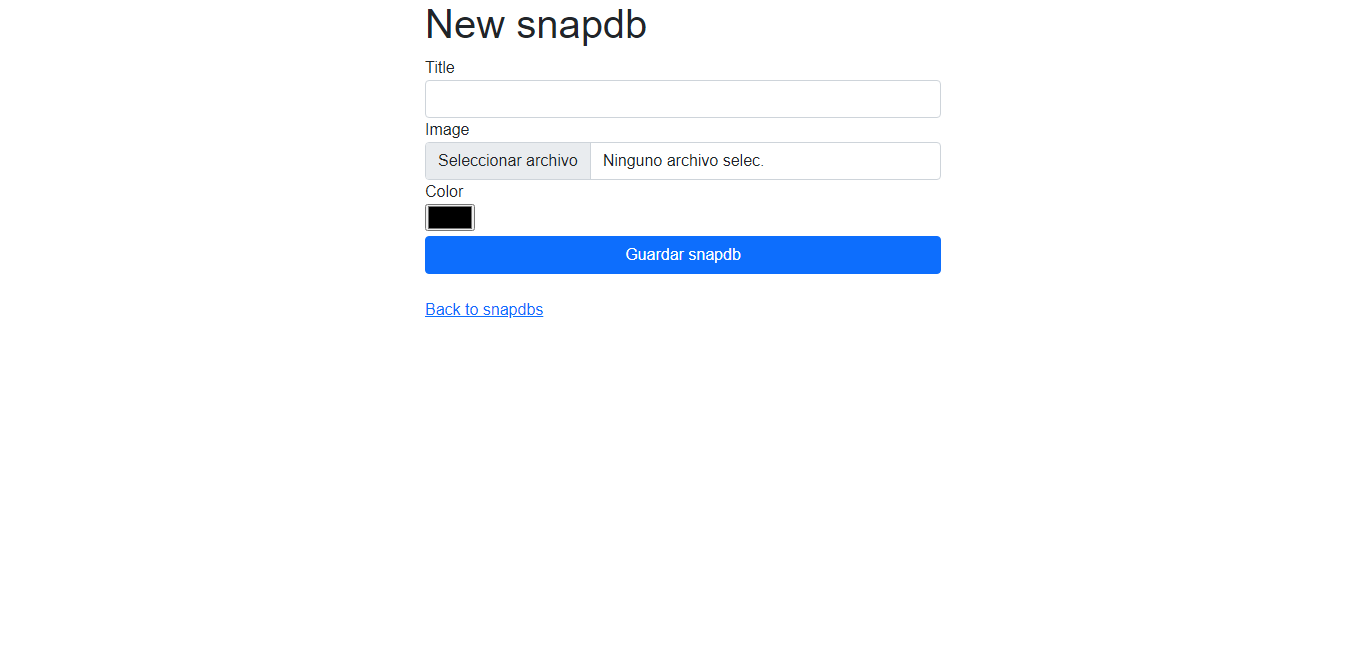 New snapdb
Title
Image
Seleccionar archivo Ninguno archivo selec.
Color
Guardar snapdb
Back to snapdbs